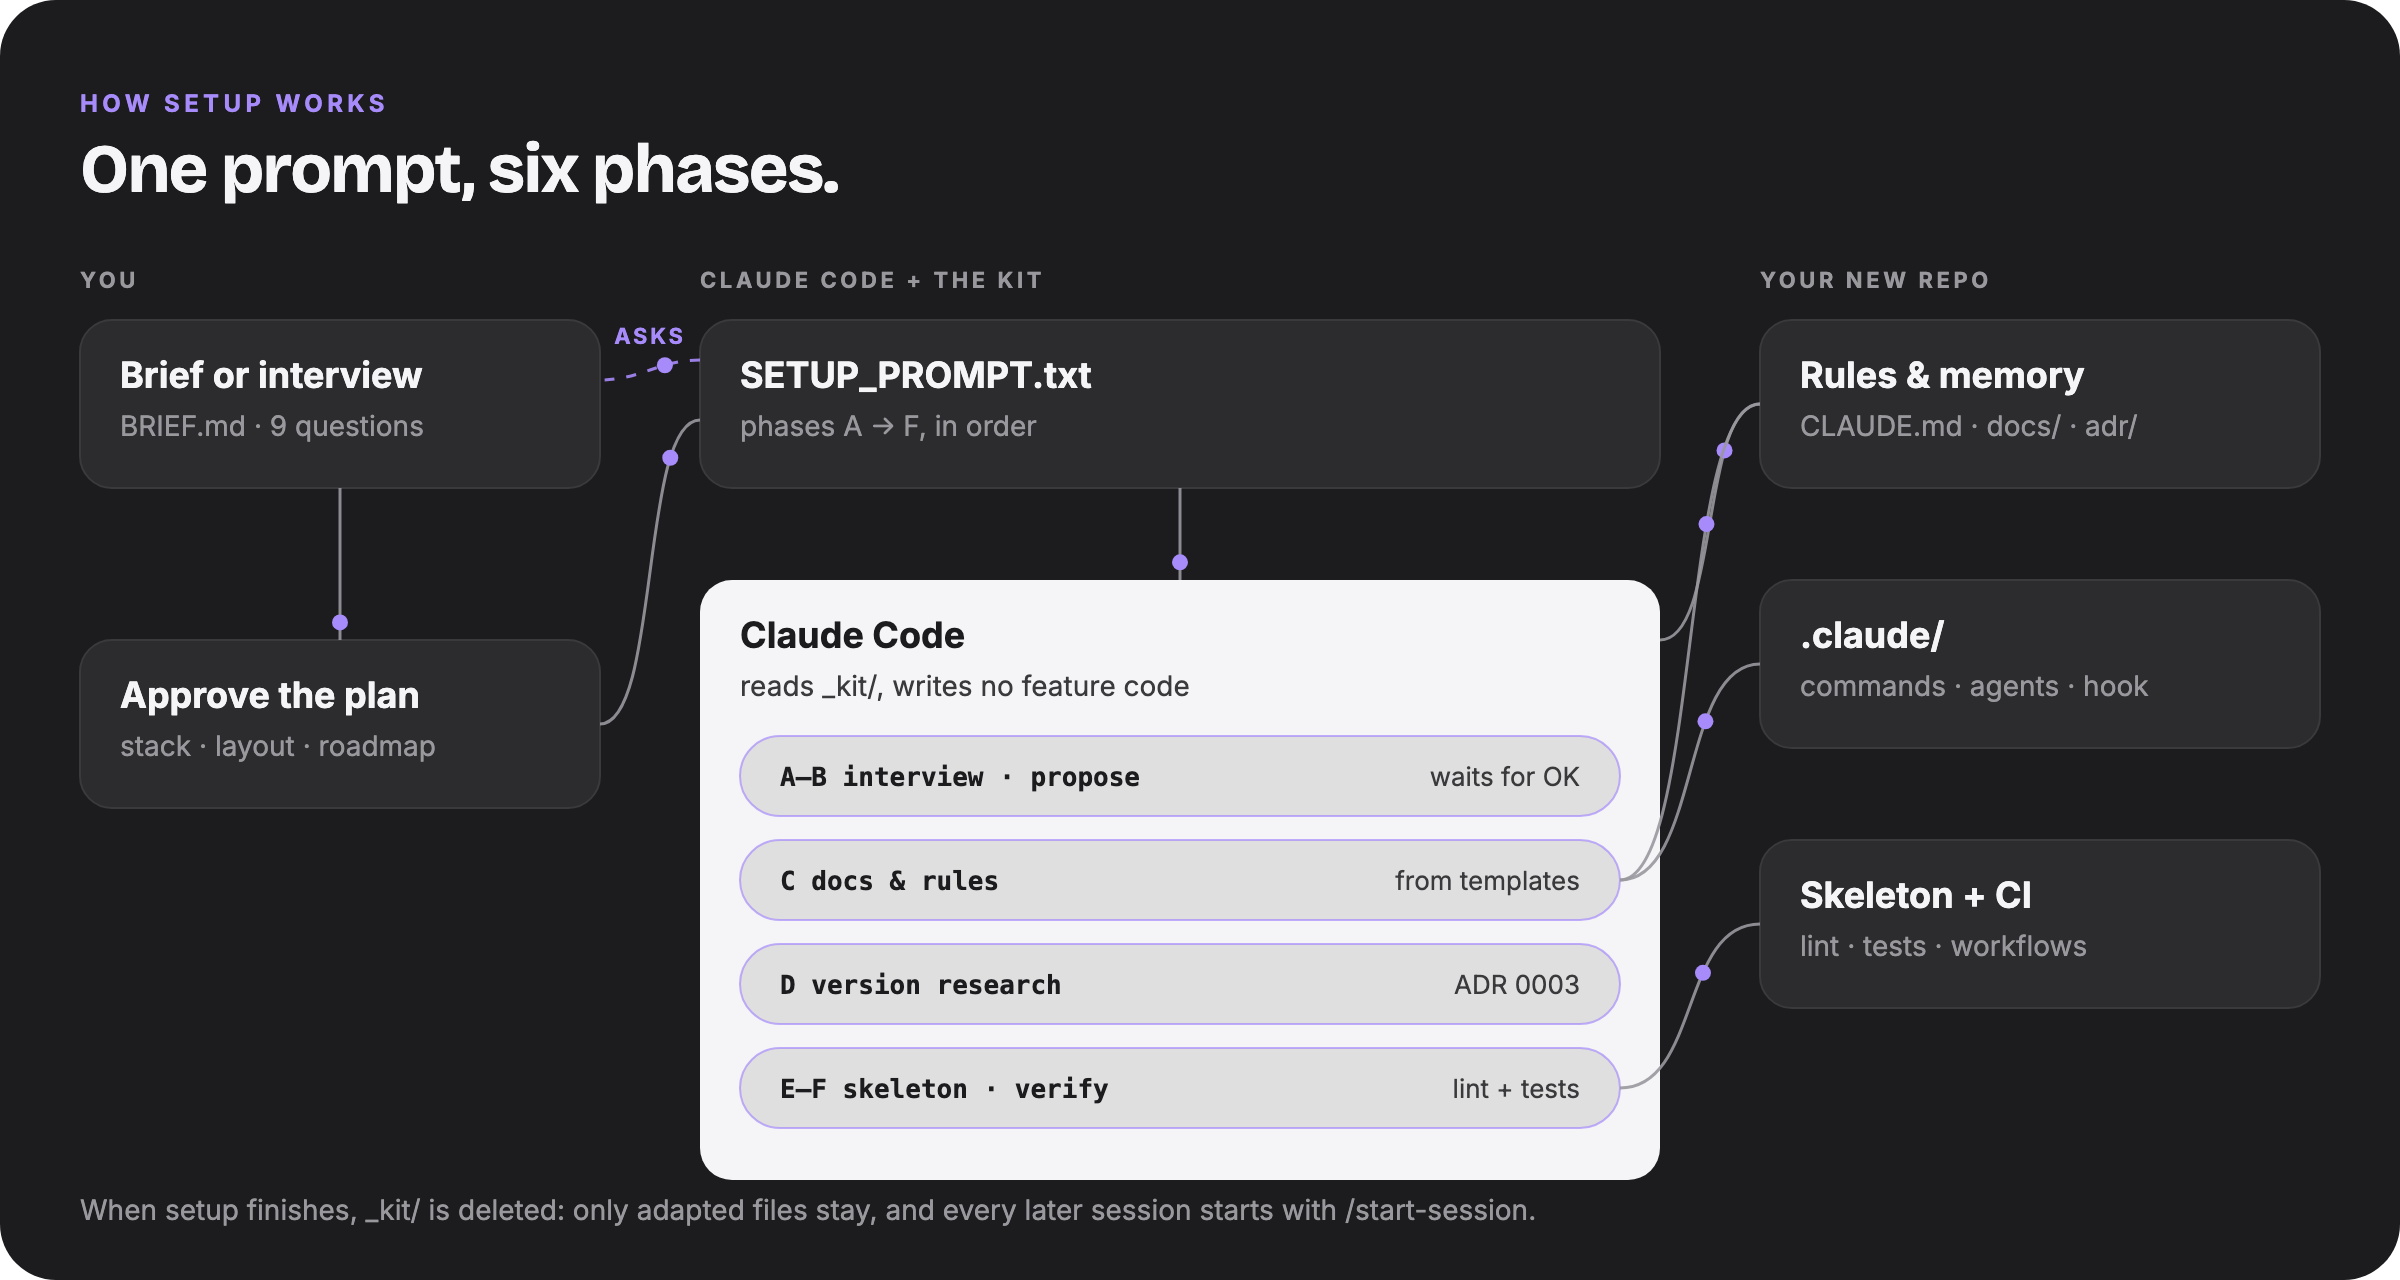 HOW SETUP WORKS
One prompt, six phases.
YOU
Brief or interview
BRIEF.md · 9 questions
Approve the plan
stack · layout · roadmap
ASKS
CLAUDE CODE + THE KIT
SETUP_PROMPT.txt
phases A → F, in order
Claude Code
reads _kit/, writes no feature code
A–B interview · propose
waits for OK
C docs & rules
from templates
D version research
ADR 0003
E–F skeleton · verify
lint + tests
YOUR NEW REPO
Rules & memory
CLAUDE.md · docs/ · adr/
.claude/
commands · agents · hook
Skeleton + CI
lint · tests · workflows
When setup finishes, _kit/ is deleted: only adapted files stay, and every later session starts with /start-session.